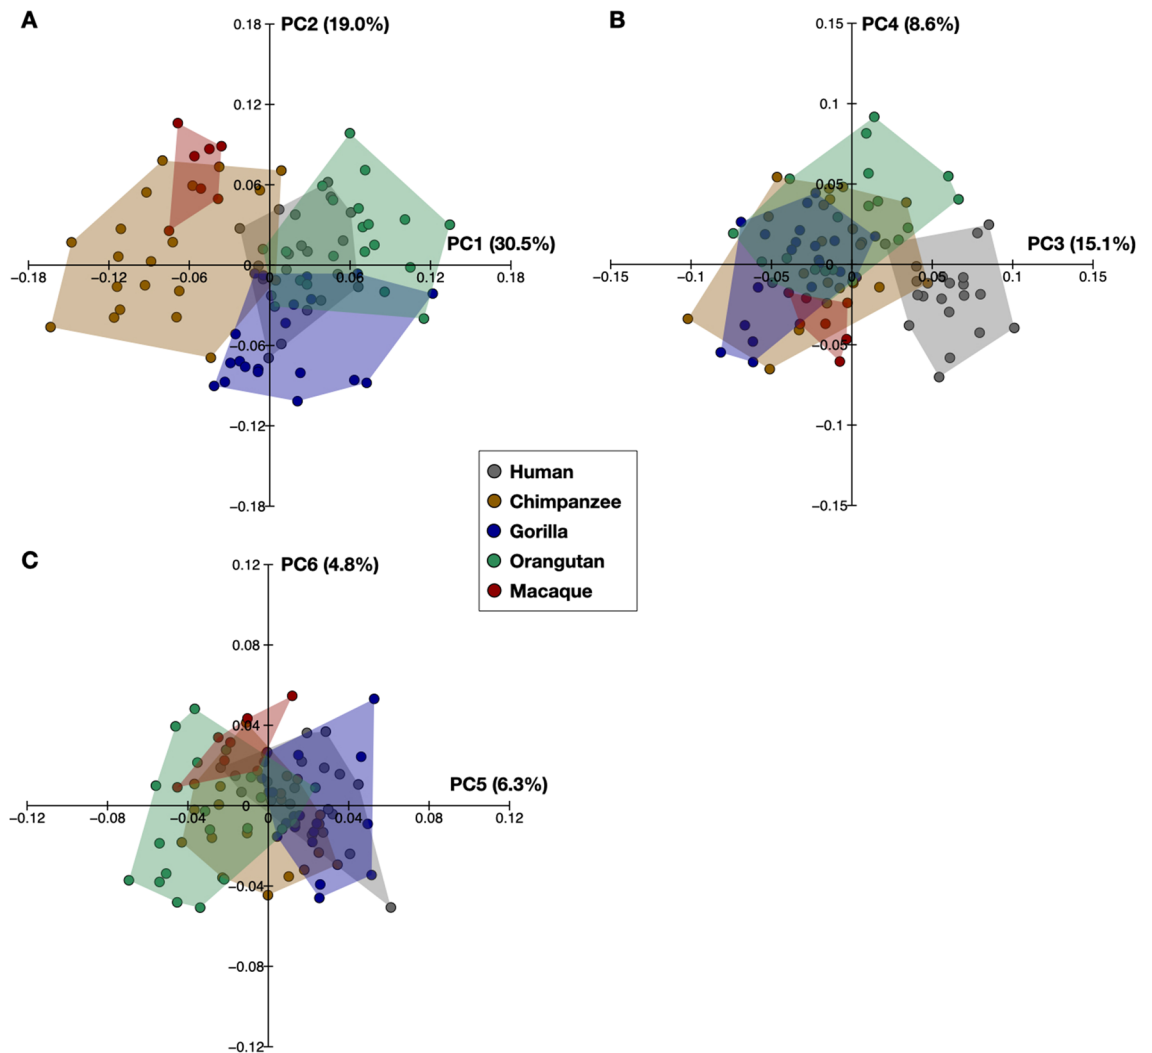 A
PC2 (19.0%)
0.18
0.12
0.06
0
−0.06
−0.12
−0.18
−0.18
−0.12
−0.06
0.06
0.12
0.18
PC1 (30.5%)
B
PC4 (8.6%)
0.15
0.1
0.05
0
−0.05
−0.1
−0.15
−0.15
−0.1
−0.05
0.05
0.1
0.15
PC3 (15.1%)
Human
Chimpanzee
Gorilla
Orangutan
Macaque
C
PC6 (4.8%)
0.12
0.08
0.04
0
−0.04
−0.08
−0.12
−0.12
−0.08
−0.04
0.04
0.08
0.12
PC5 (6.3%)